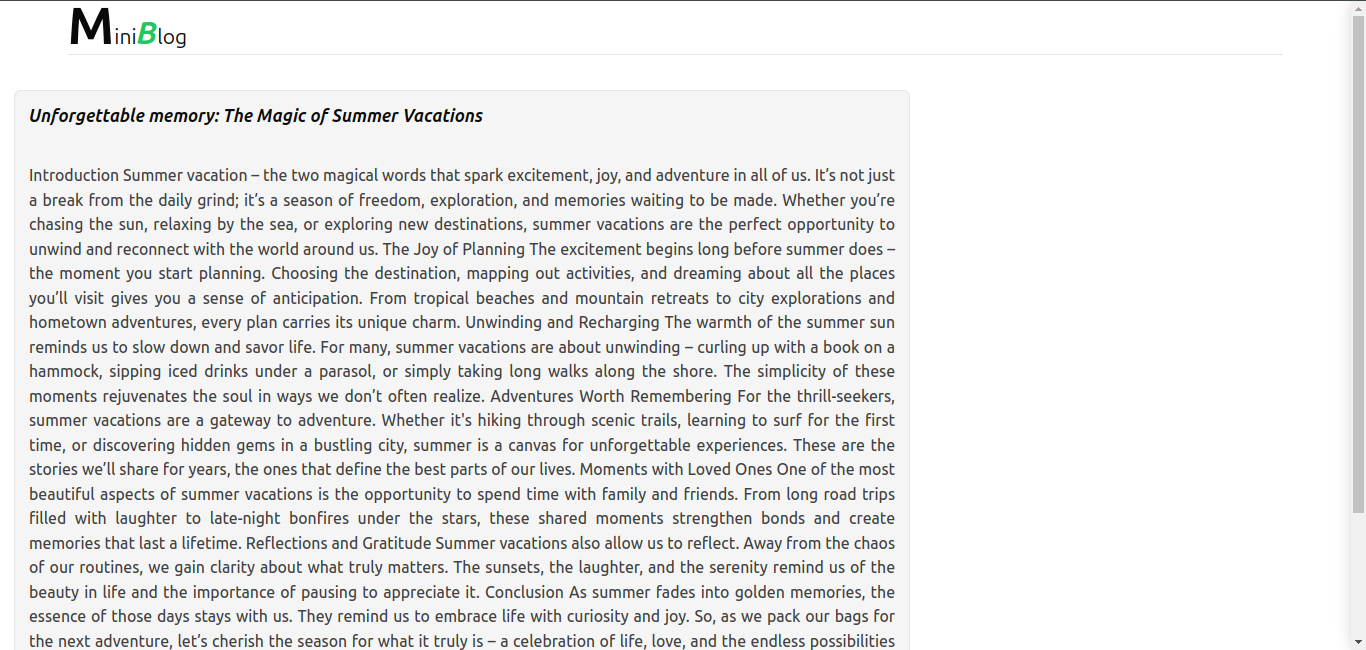 MiniBlog
Unforgettable memory: The Magic of Summer Vacations
Introduction Summer vacation – the two magical words that spark excitement, joy, and adventure in all of us. It’s not just
a break from the daily grind; it’s a season of freedom, exploration, and memories waiting to be made. Whether you’re
chasing the sun, relaxing by the sea, or exploring new destinations, summer vacations are the perfect opportunity to
unwind and reconnect with the world around us. The Joy of Planning The excitement begins long before summer does –
the moment you start planning. Choosing the destination, mapping out activities, and dreaming about all the places
you’ll visit gives you a sense of anticipation. From tropical beaches and mountain retreats to city explorations and
hometown adventures, every plan carries its unique charm. Unwinding and Recharging The warmth of the summer sun
reminds us to slow down and savor life. For many, summer vacations are about unwinding – curling up with a book on a
hammock, sipping iced drinks under a parasol, or simply taking long walks along the shore. The simplicity of these
moments rejuvenates the soul in ways we don’t often realize. Adventures Worth Remembering For the thrill-seekers,
summer vacations are a gateway to adventure. Whether it's hiking through scenic trails, learning to surf for the first
time, or discovering hidden gems in a bustling city, summer is a canvas for unforgettable experiences. These are the
stories we’ll share for years, the ones that define the best parts of our lives. Moments with Loved Ones One of the most
beautiful aspects of summer vacations is the opportunity to spend time with family and friends. From long road trips
filled with laughter to late-night bonfires under the stars, these shared moments strengthen bonds and create
memories that last a lifetime. Reflections and Gratitude Summer vacations also allow us to reflect. Away from the chaos
of our routines, we gain clarity about what truly matters. The sunsets, the laughter, and the serenity remind us of the
beauty in life and the importance of pausing to appreciate it. Conclusion As summer fades into golden memories, the
essence of those days stays with us. They remind us to embrace life with curiosity and joy. So, as we pack our bags for
the next adventure, let’s cherish the season for what it truly is – a celebration of life, love, and the endless possibilities